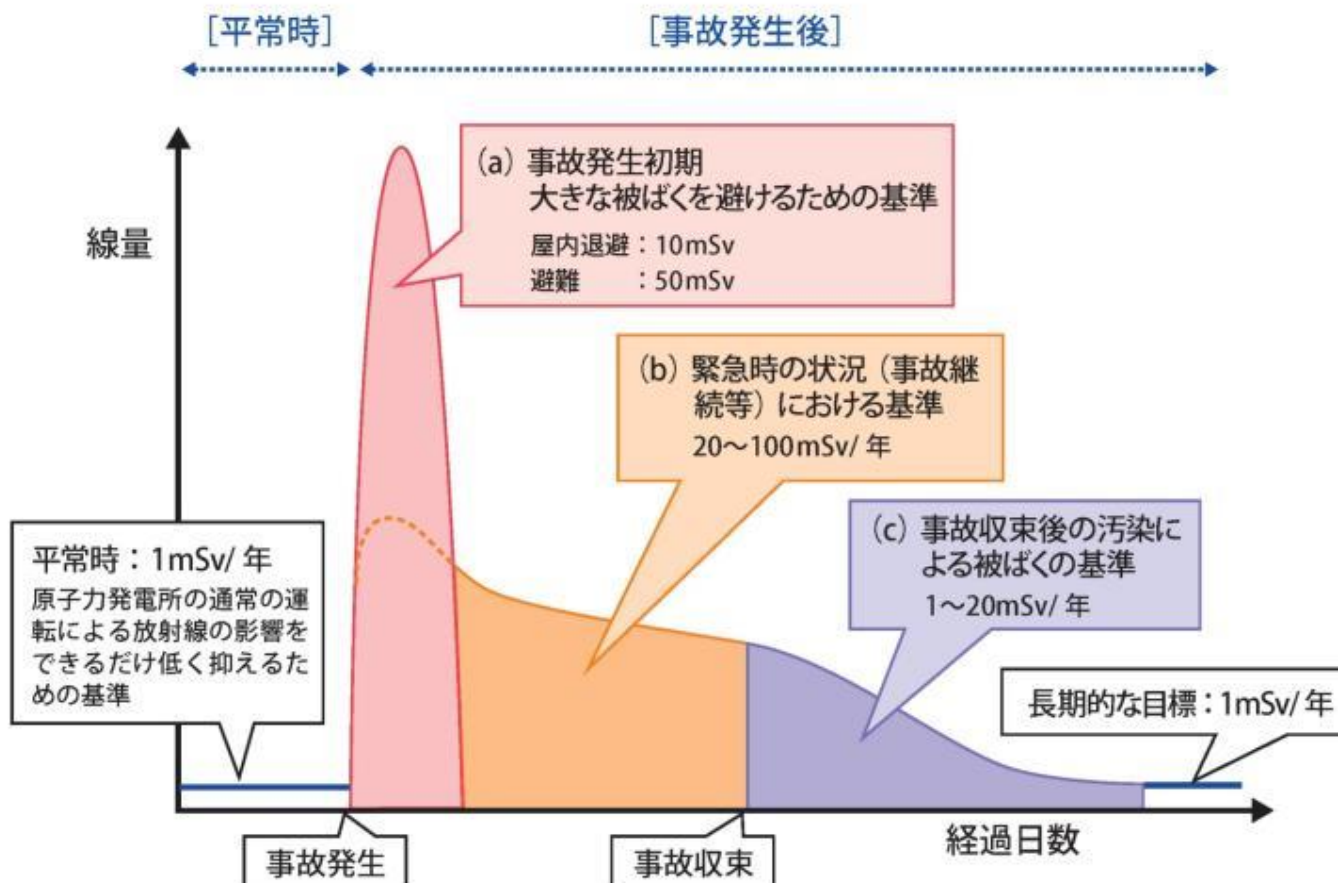 [平常時]
[事故発生後]
線量
(a) 事故発生初期
大きな被ばくを避けるための基準
屋内退避：10mSv
避難　　：50mSv
(b) 緊急時の状況（事故継
続等）における基準
20～100mSv/ 年
(c) 事故収束後の汚染に
よる被ばくの基準
1～20mSv/ 年
平常時：1mSv/ 年
原子力発電所の通常の運
転による放射線の影響を
できるだけ低く抑えるた
めの基準
長期的な目標：1mSv/ 年
事故発生
事故収束
経過日数